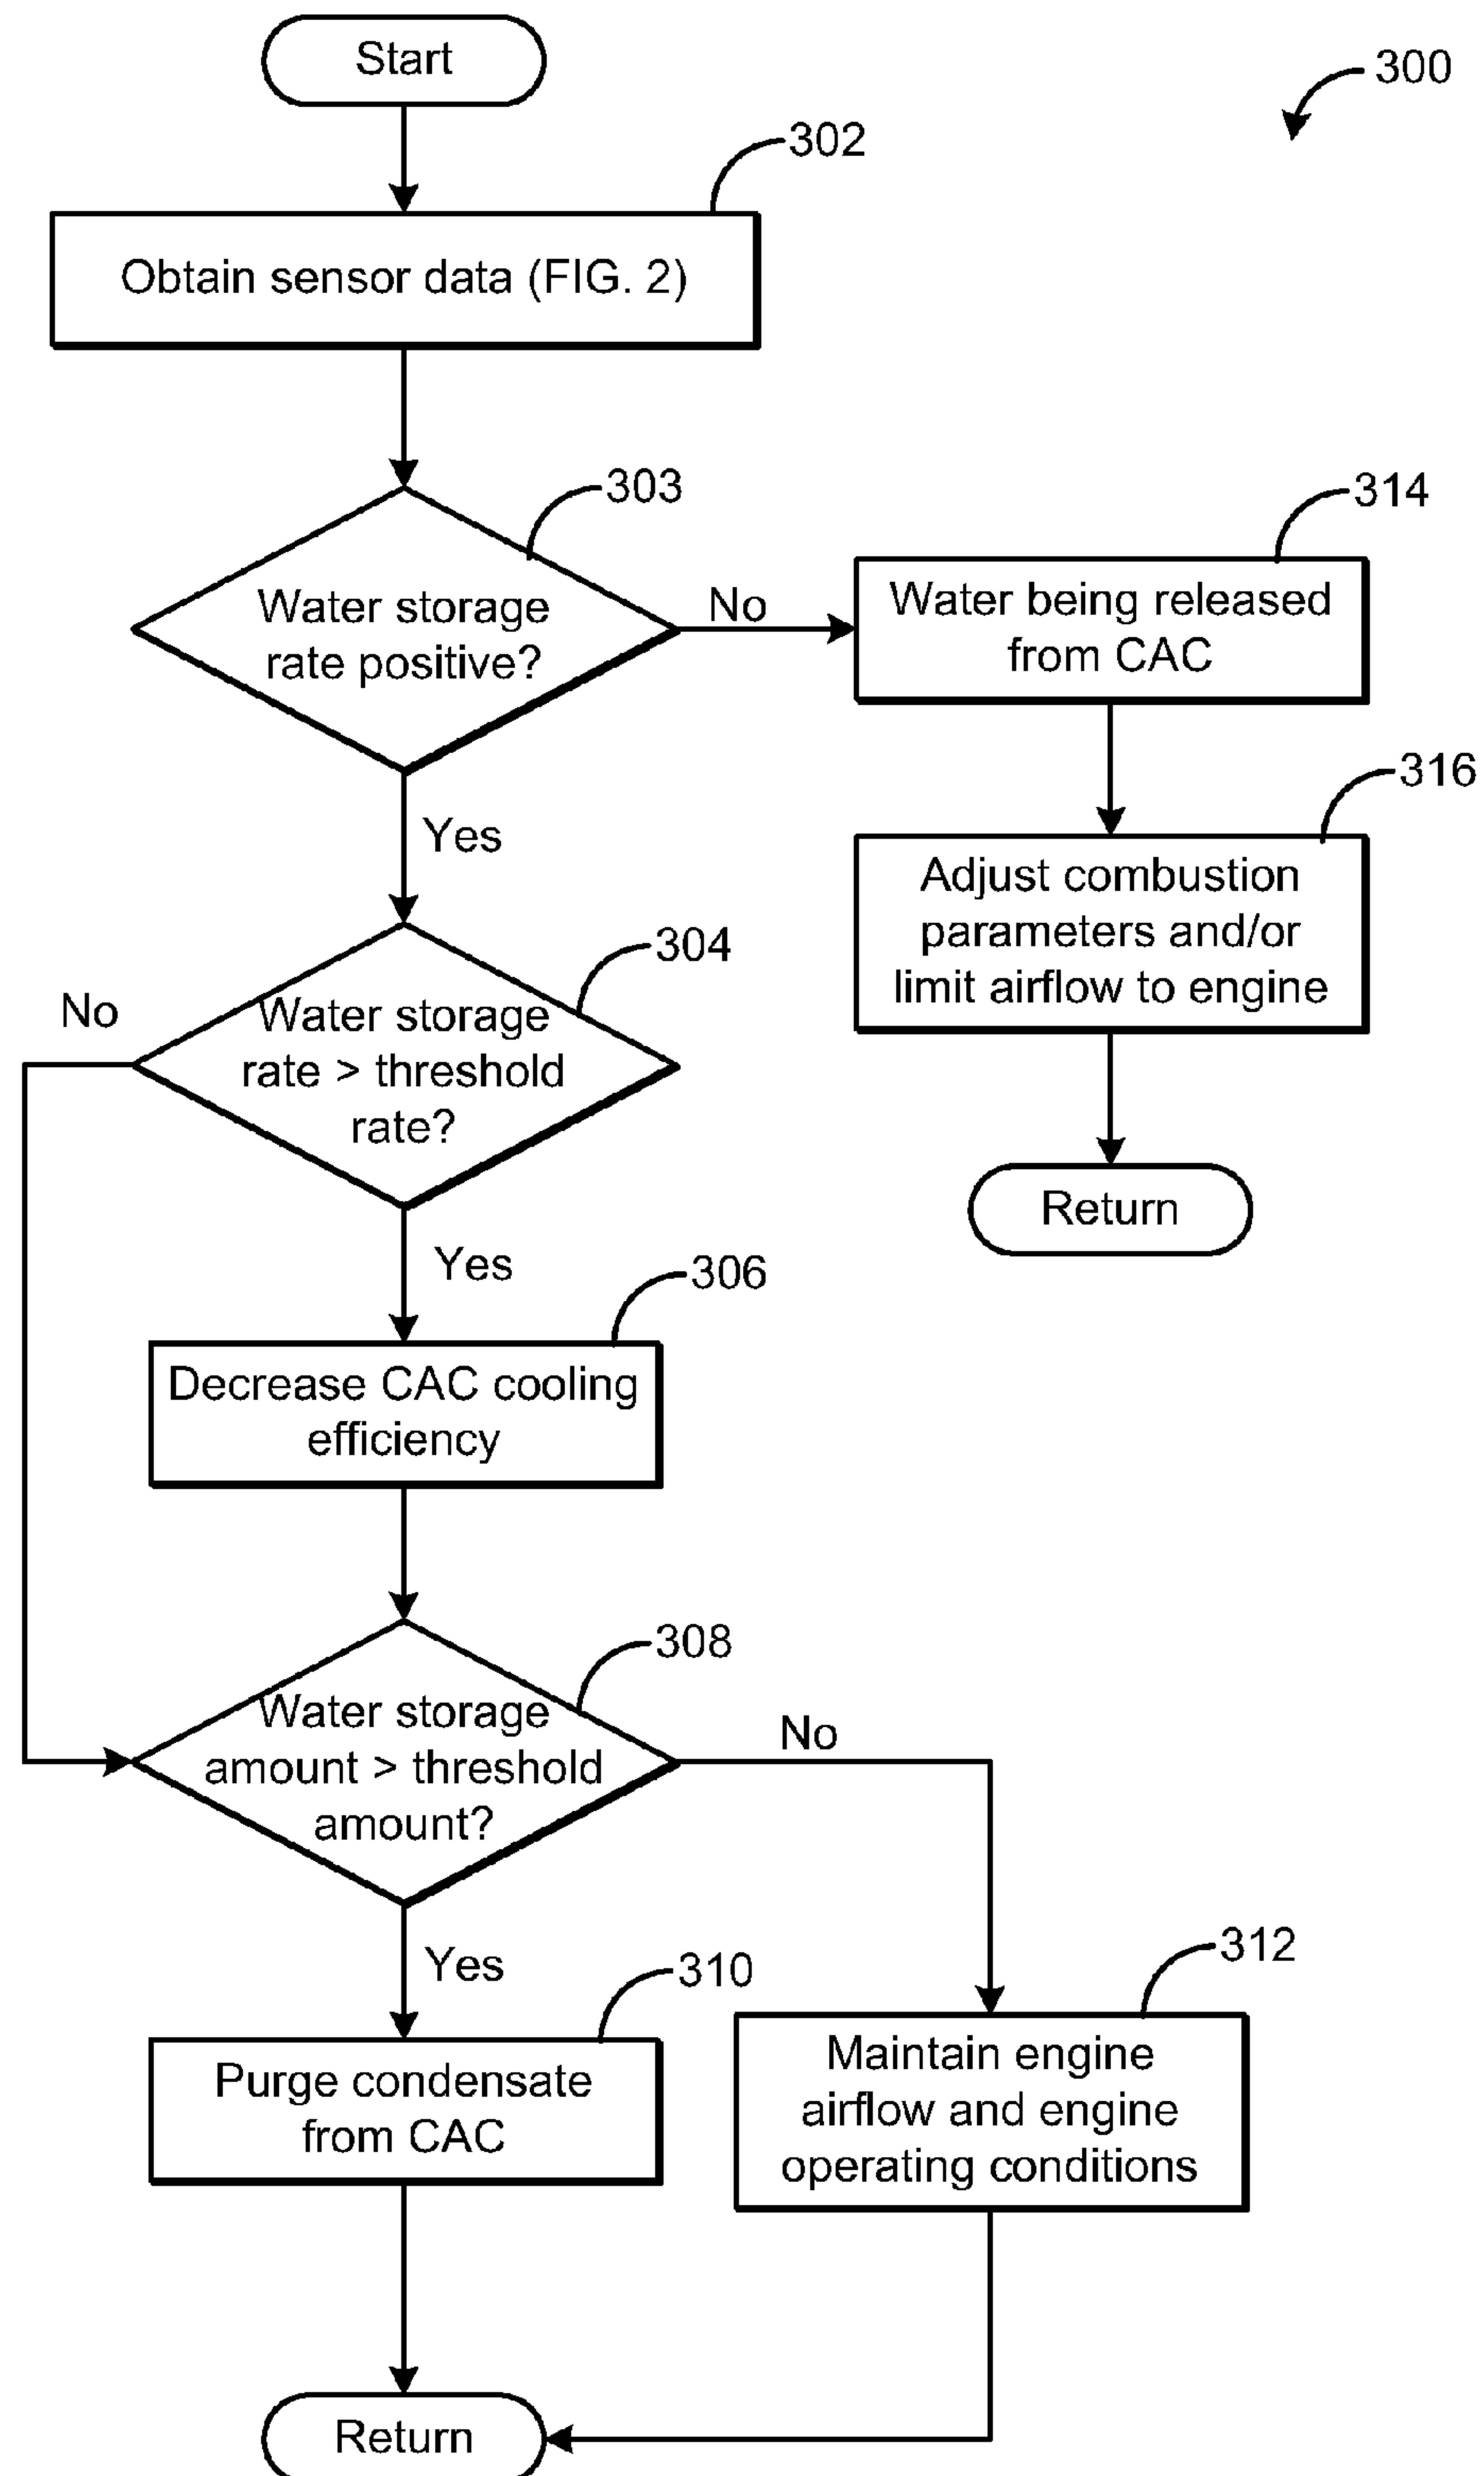 Start
300
302
Obtain sensor data (FIG. 2)
303
Water storage
rate positive?
No
314
Water being released
from CAC
316
Adjust combustion
parameters and/or
limit airflow to engine
Return
Yes
304
No
Water storage
rate > threshold
rate?
Yes
306
Decrease CAC cooling
efficiency
308
Water storage
amount > threshold
amount?
No
Yes
310
Purge condensate
from CAC
312
Maintain engine
airflow and engine
operating conditions
Return